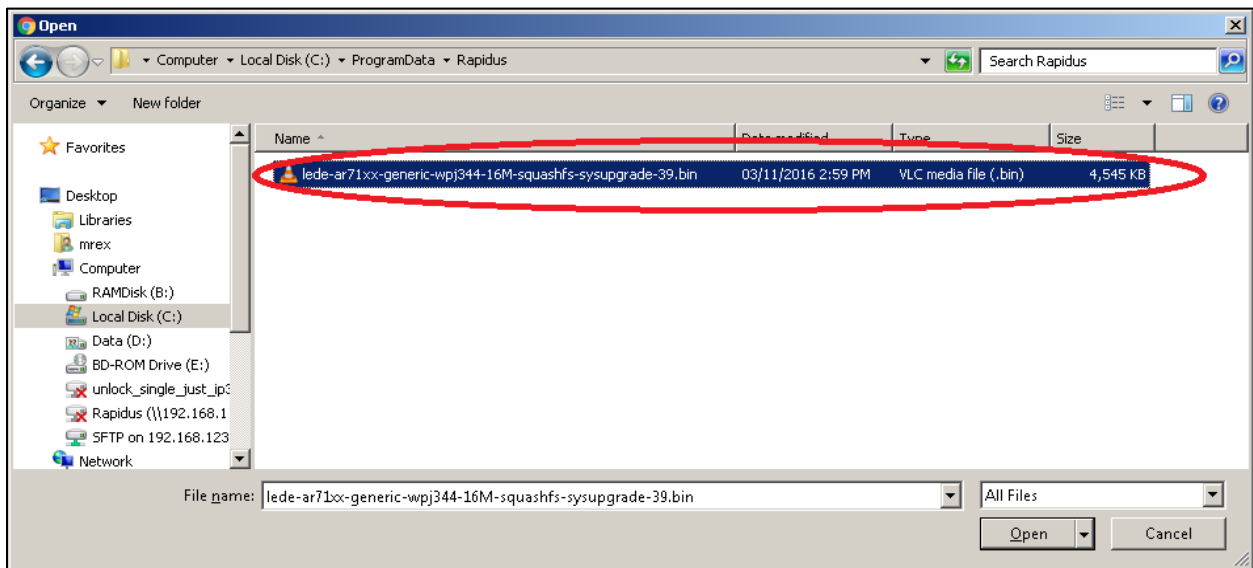 Open
Computer Local Disk (C:) ProgramData Rapidus Search Rapidus
Organize New folder
Name Date modified Type Size
Favorites
lede-ar71xx-generic-wpj344-16M-squashfs-sysupgrade-39.bin 03/11/2016 2:59 PM VLC media file (.bin) 4,545 KB
Desktop
Libraries
mrex
Computer
RAMDisk (B:)
Local Disk (C:)
Data (D:)
BD-ROM Drive (E:)
unlock_single_just_ip3
Rapidus (\\192.168.1
SFTP on 192.168.123
Network
File name: lede-ar71xx-generic-wpj344-16M-squashfs-sysupgrade-39.bin All Files
Open Cancel